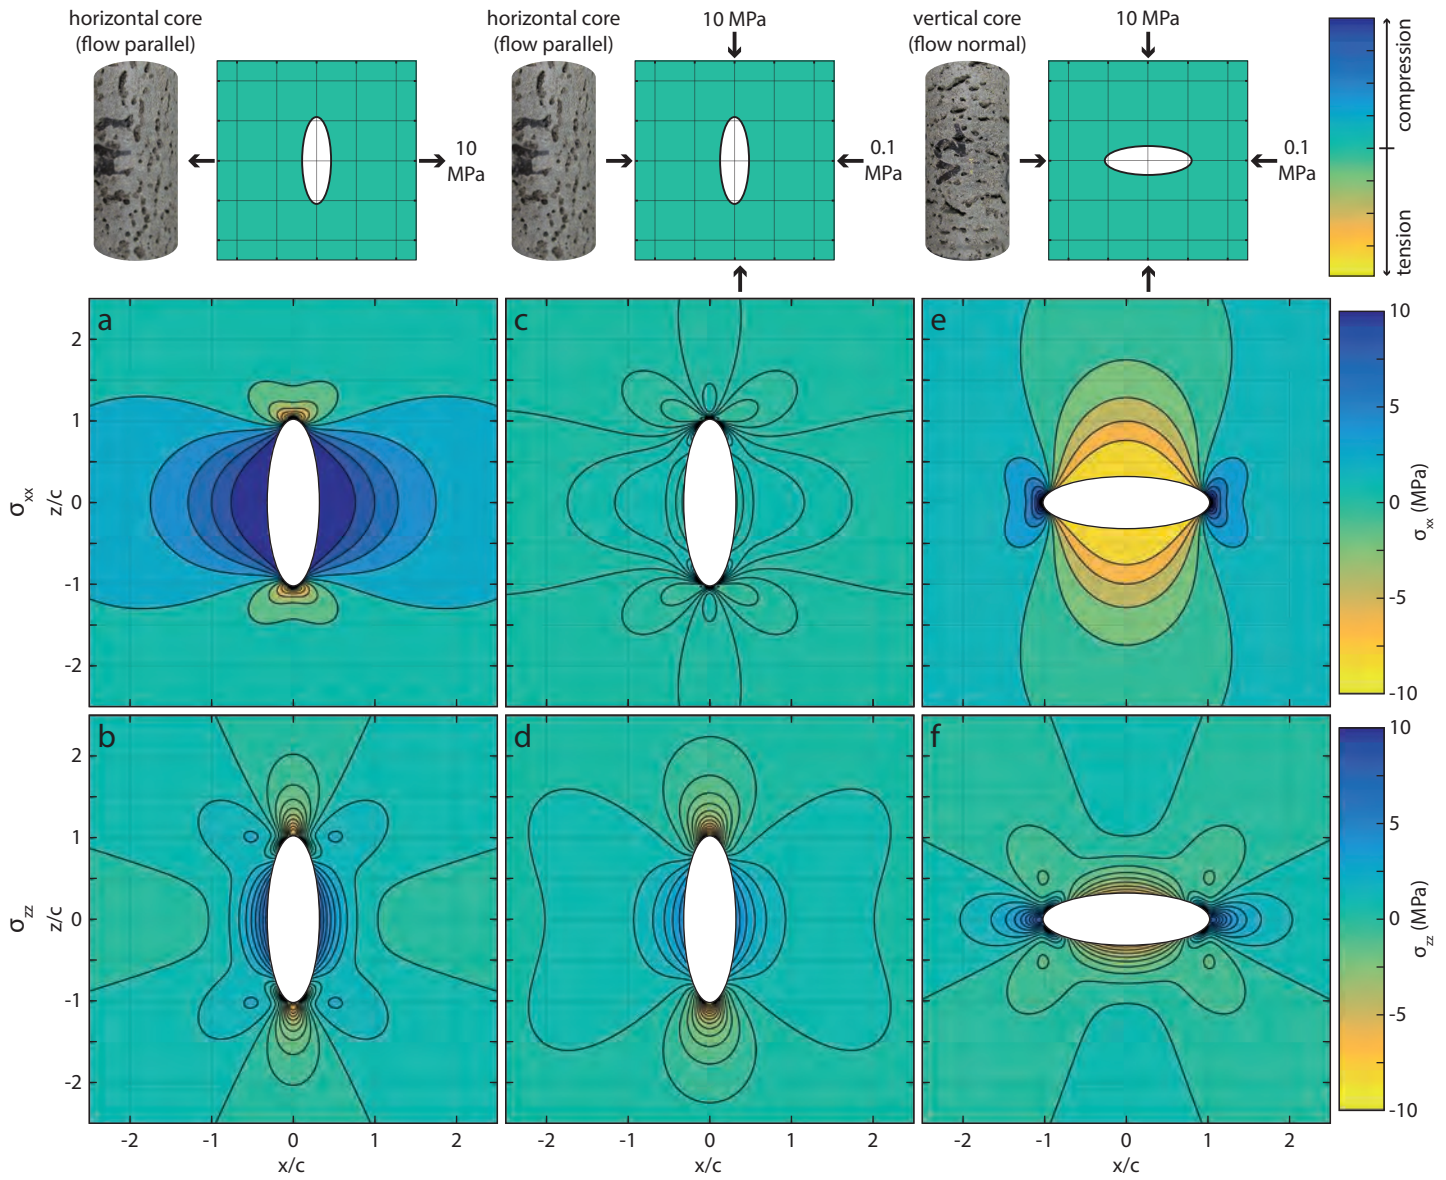 horizontal core
(flow parallel)
10
MPa
horizontal core
(flow parallel)
10 MPa
0.1
MPa
vertical core
(flow normal)
10 MPa
0.1
MPa
compression
tension
a
c
e
2
1
0
-1
-2
σxx
z/c
10
5
0
-5
-10
σxx (MPa)
b
d
f
2
1
0
-1
-2
σzz
z/c
10
5
0
-5
-10
σzz (MPa)
-2 -1 0 1 2
-2 -1 0 1 2
-2 -1 0 1 2
x/c
x/c
x/c